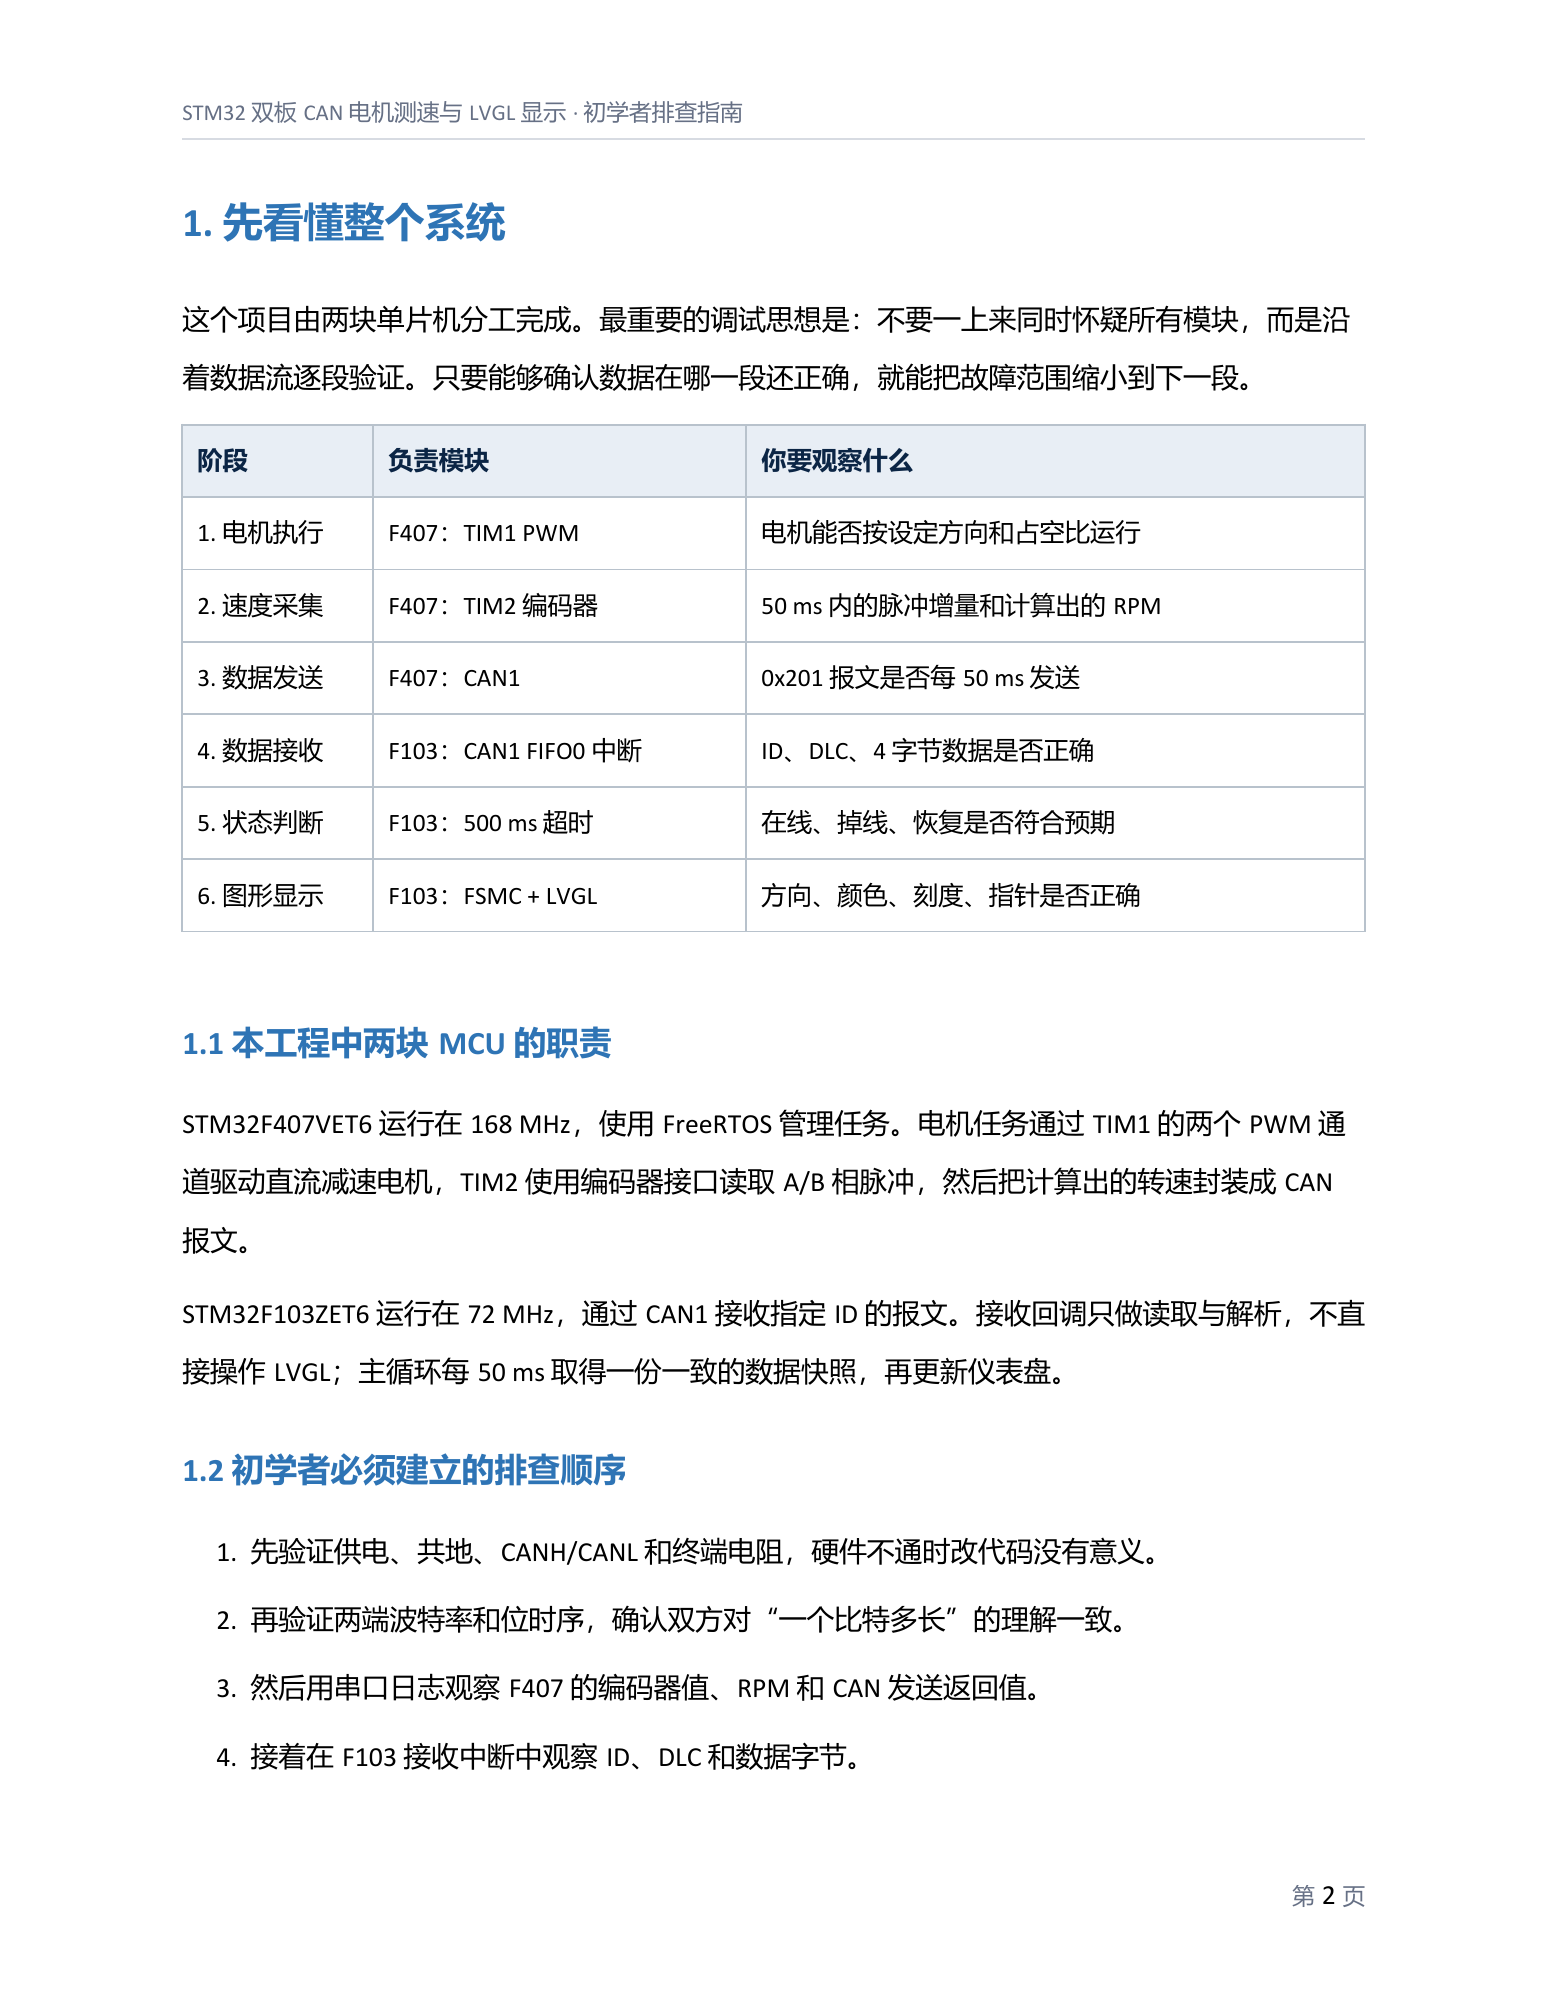 STM32 双板 CAN 电机测速与 LVGL 显示 · 初学者排查指南
1. 先看懂整个系统
这个项目由两块单片机分工完成。最重要的调试思想是：不要一上来同时怀疑所有模块，而是沿
着数据流逐段验证。只要能够确认数据在哪一段还正确，就能把故障范围缩小到下一段。
阶段 负责模块 你要观察什么
1. 电机执行 F407：TIM1 PWM 电机能否按设定方向和占空比运行
2. 速度采集 F407：TIM2 编码器 50 ms 内的脉冲增量和计算出的 RPM
3. 数据发送 F407：CAN1 0x201 报文是否每 50 ms 发送
4. 数据接收 F103：CAN1 FIFO0 中断 ID、DLC、4 字节数据是否正确
5. 状态判断 F103：500 ms 超时 在线、掉线、恢复是否符合预期
6. 图形显示 F103：FSMC + LVGL 方向、颜色、刻度、指针是否正确
1.1 本工程中两块 MCU 的职责
STM32F407VET6 运行在 168 MHz，使用 FreeRTOS 管理任务。电机任务通过 TIM1 的两个 PWM 通
道驱动直流减速电机，TIM2 使用编码器接口读取 A/B 相脉冲，然后把计算出的转速封装成 CAN
报文。
STM32F103ZET6 运行在 72 MHz，通过 CAN1 接收指定 ID 的报文。接收回调只做读取与解析，不直
接操作 LVGL；主循环每 50 ms 取得一份一致的数据快照，再更新仪表盘。
1.2 初学者必须建立的排查顺序
1. 先验证供电、共地、CANH/CANL 和终端电阻，硬件不通时改代码没有意义。
2. 再验证两端波特率和位时序，确认双方对“一个比特多长”的理解一致。
3. 然后用串口日志观察 F407 的编码器值、RPM 和 CAN 发送返回值。
4. 接着在 F103 接收中断中观察 ID、DLC 和数据字节。
第 2 页